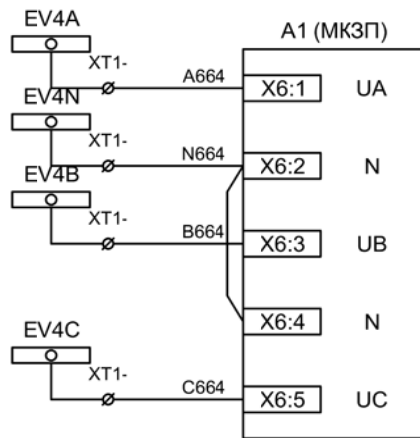 EV4A
A1 (МКЗП)
XT1-
A664
X6:1
UA
EV4N
XT1-
N664
X6:2
N
EV4B
XT1-
B664
X6:3
UB
X6:4
N
EV4C
XT1-
C664
X6:5
UC